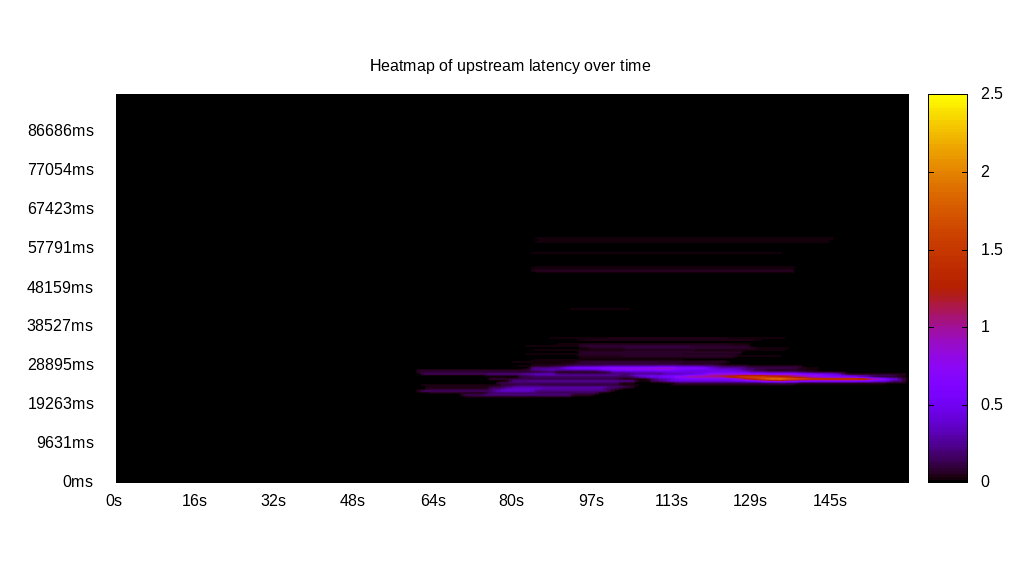 Heatmap of upstream latency over time
86686ms
77054ms
67423ms
57791ms
48159ms
38527ms
28895ms
19263ms
9631ms
0ms
0s 16s 32s 48s 64s 80s 97s 113s 129s 145s
2.5
2
1.5
1
0.5
0